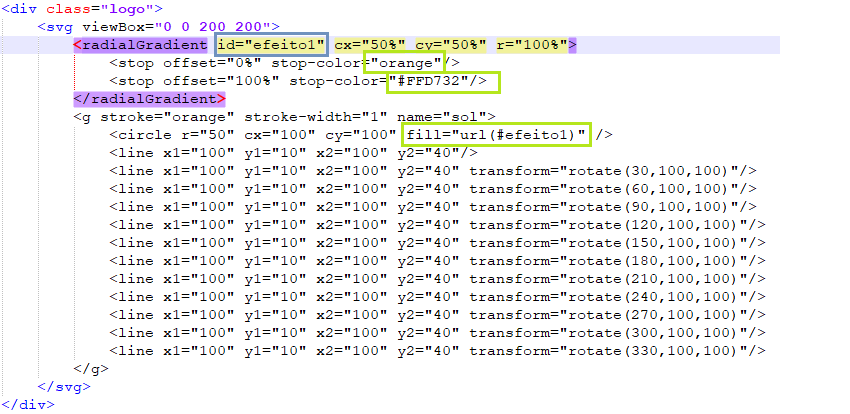 <div class="logo">
<svg viewBox="0 0 200 200">
<radialGradient id="efeito1" cx="50%" cy="50%" r="100%">
<stop offset="0%" stop-color="orange"/>
<stop offset="100%" stop-color="#FFD732"/>
</radialGradient>
<g stroke="orange" stroke-width="1" name="sol">
<circle r="50" cx="100" cy="100" fill="url(#efeito1)" />
<line x1="100" y1="10" x2="100" y2="40"/>
<line x1="100" y1="10" x2="100" y2="40" transform="rotate(30,100,100)"/>
<line x1="100" y1="10" x2="100" y2="40" transform="rotate(60,100,100)"/>
<line x1="100" y1="10" x2="100" y2="40" transform="rotate(90,100,100)"/>
<line x1="100" y1="10" x2="100" y2="40" transform="rotate(120,100,100)"/>
<line x1="100" y1="10" x2="100" y2="40" transform="rotate(150,100,100)"/>
<line x1="100" y1="10" x2="100" y2="40" transform="rotate(180,100,100)"/>
<line x1="100" y1="10" x2="100" y2="40" transform="rotate(210,100,100)"/>
<line x1="100" y1="10" x2="100" y2="40" transform="rotate(240,100,100)"/>
<line x1="100" y1="10" x2="100" y2="40" transform="rotate(270,100,100)"/>
<line x1="100" y1="10" x2="100" y2="40" transform="rotate(300,100,100)"/>
<line x1="100" y1="10" x2="100" y2="40" transform="rotate(330,100,100)"/>
</g>
</svg>
</div>